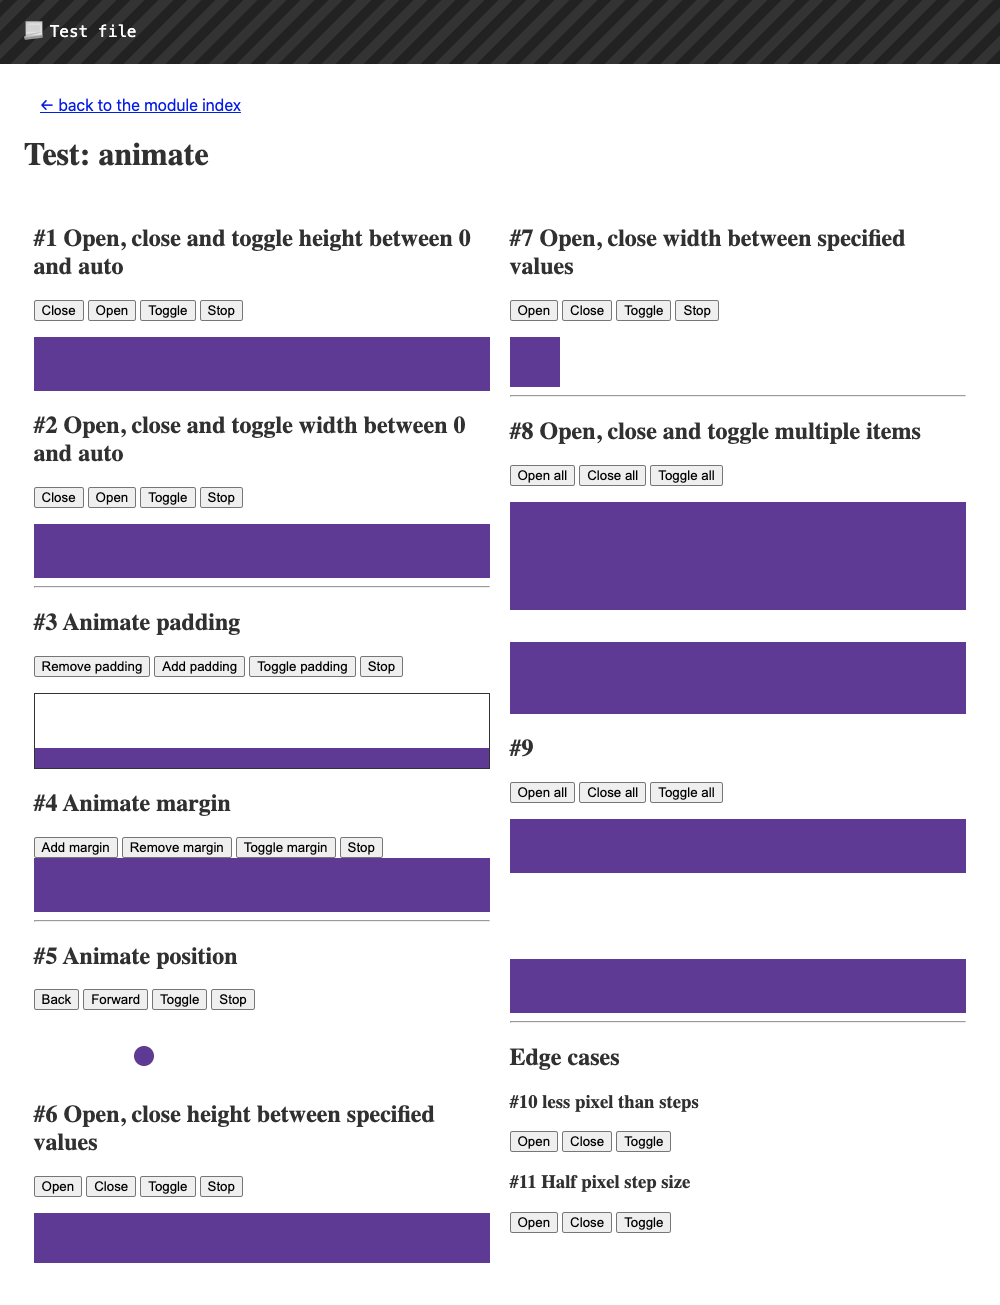 Test file
← back to the module index
Test: animate
#1 Open, close and toggle height between 0
and auto
Close Open Toggle Stop
#2 Open, close and toggle width between 0
and auto
Close Open Toggle Stop
#3 Animate padding
Remove padding Add padding Toggle padding Stop
#4 Animate margin
Add margin Remove margin Toggle margin Stop
#5 Animate position
Back Forward Toggle Stop
#6 Open, close height between specified
values
Open Close Toggle Stop
#7 Open, close width between specified
values
Open Close Toggle Stop
#8 Open, close and toggle multiple items
Open all Close all Toggle all
#9
Open all Close all Toggle all
Edge cases
#10 less pixel than steps
Open Close Toggle
#11 Half pixel step size
Open Close Toggle